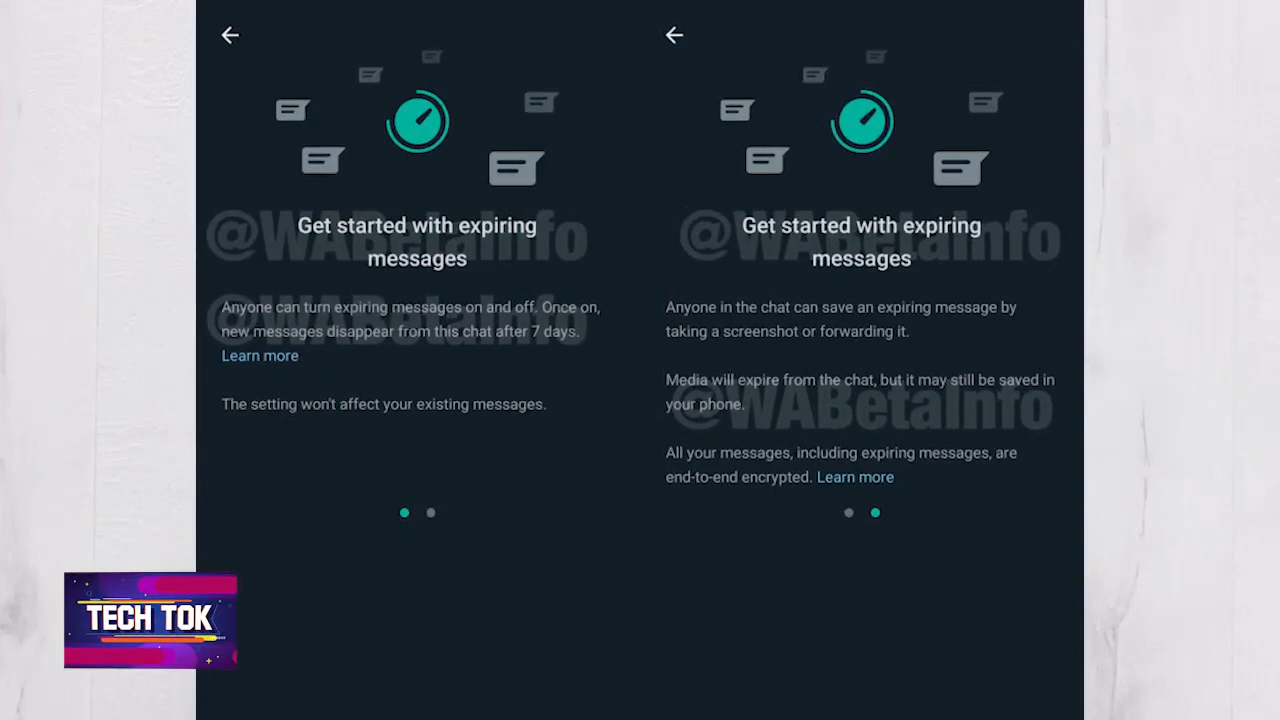 Get started with expiring
messages
@WABetaInfo
Anyone can turn expiring messages on and off. Once on,
new messages disappear from this chat after 7 days.
Learn more
@WABetaInfo
The setting won't affect your existing messages.
Get started with expiring
messages
@WABetaInfo
Anyone in the chat can save an expiring message by
taking a screenshot or forwarding it.
Media will expire from the chat, but it may still be saved in
your phone.
@WABetaInfo
All your messages, including expiring messages, are
end-to-end encrypted. Learn more
TECH TOK